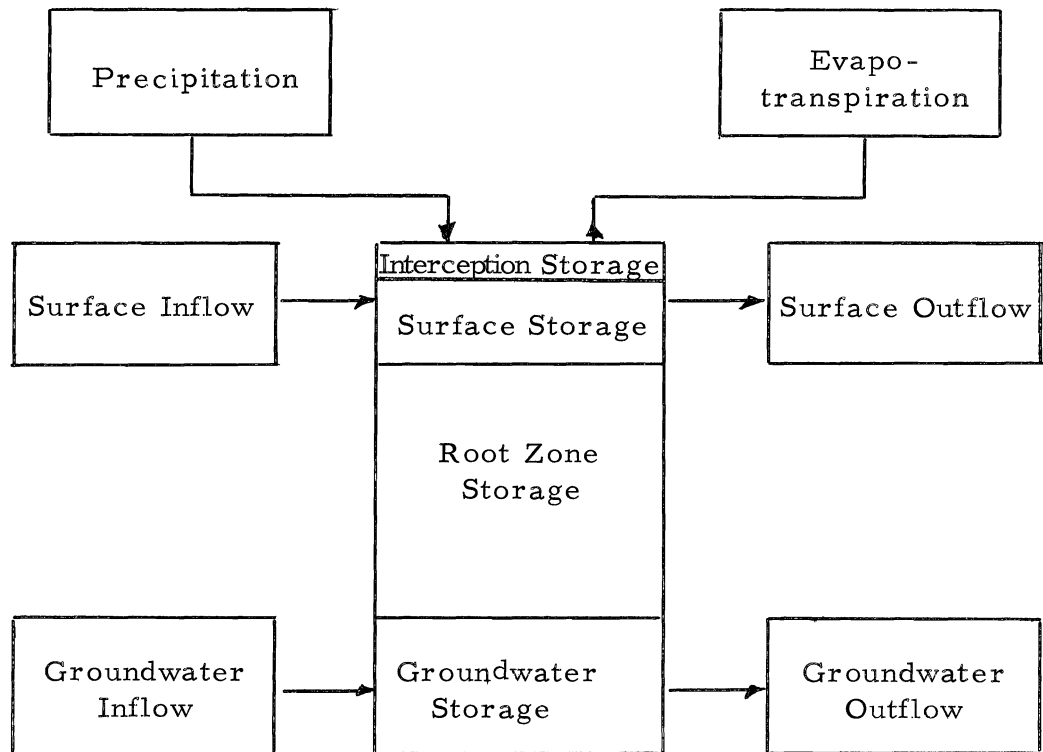 Precipitation
Evapo-
transpiration
Interception Storage
Surface Inflow
Surface Storage
Surface Outflow
Root Zone
Storage
Groundwater
Inflow
Groundwater
Storage
Groundwater
Outflow